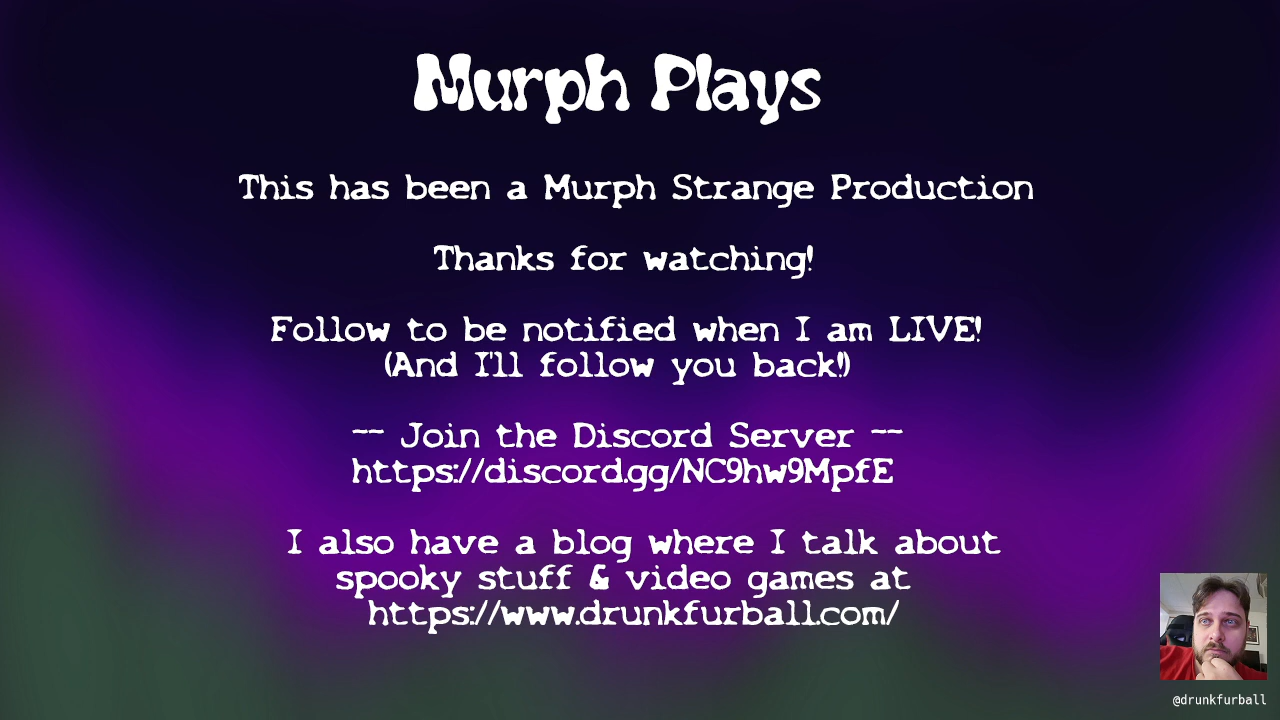 Murph Plays
This has been a Murph Strange Production
Thanks for watching!
Follow to be notified when I am LIVE!
(And I'll follow you back!)
~~ Join the Discord Server ~~
https://discord.gg/NC9hw9MpfE
I also have a blog where I talk about
spooky stuff & video games at
https://www.drunkfurball.com/
@drunkfurball